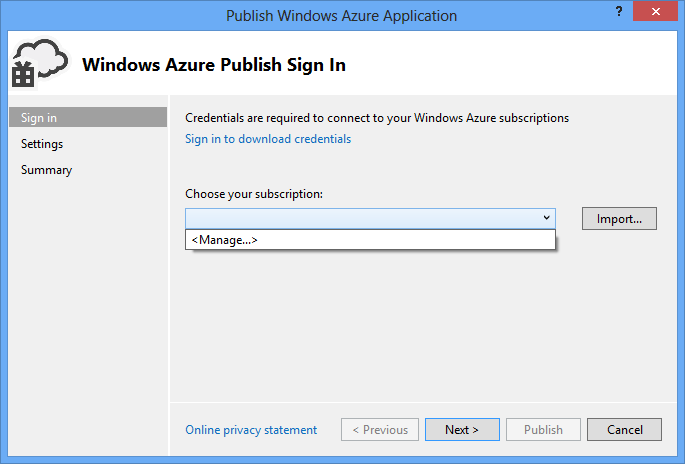 Publish Windows Azure Application
?
Windows Azure Publish Sign In
Sign in
Settings
Summary
Credentials are required to connect to your Windows Azure subscriptions
Sign in to download credentials
Choose your subscription:
Import...
<Manage...>
Online privacy statement
< Previous
Next >
Publish
Cancel